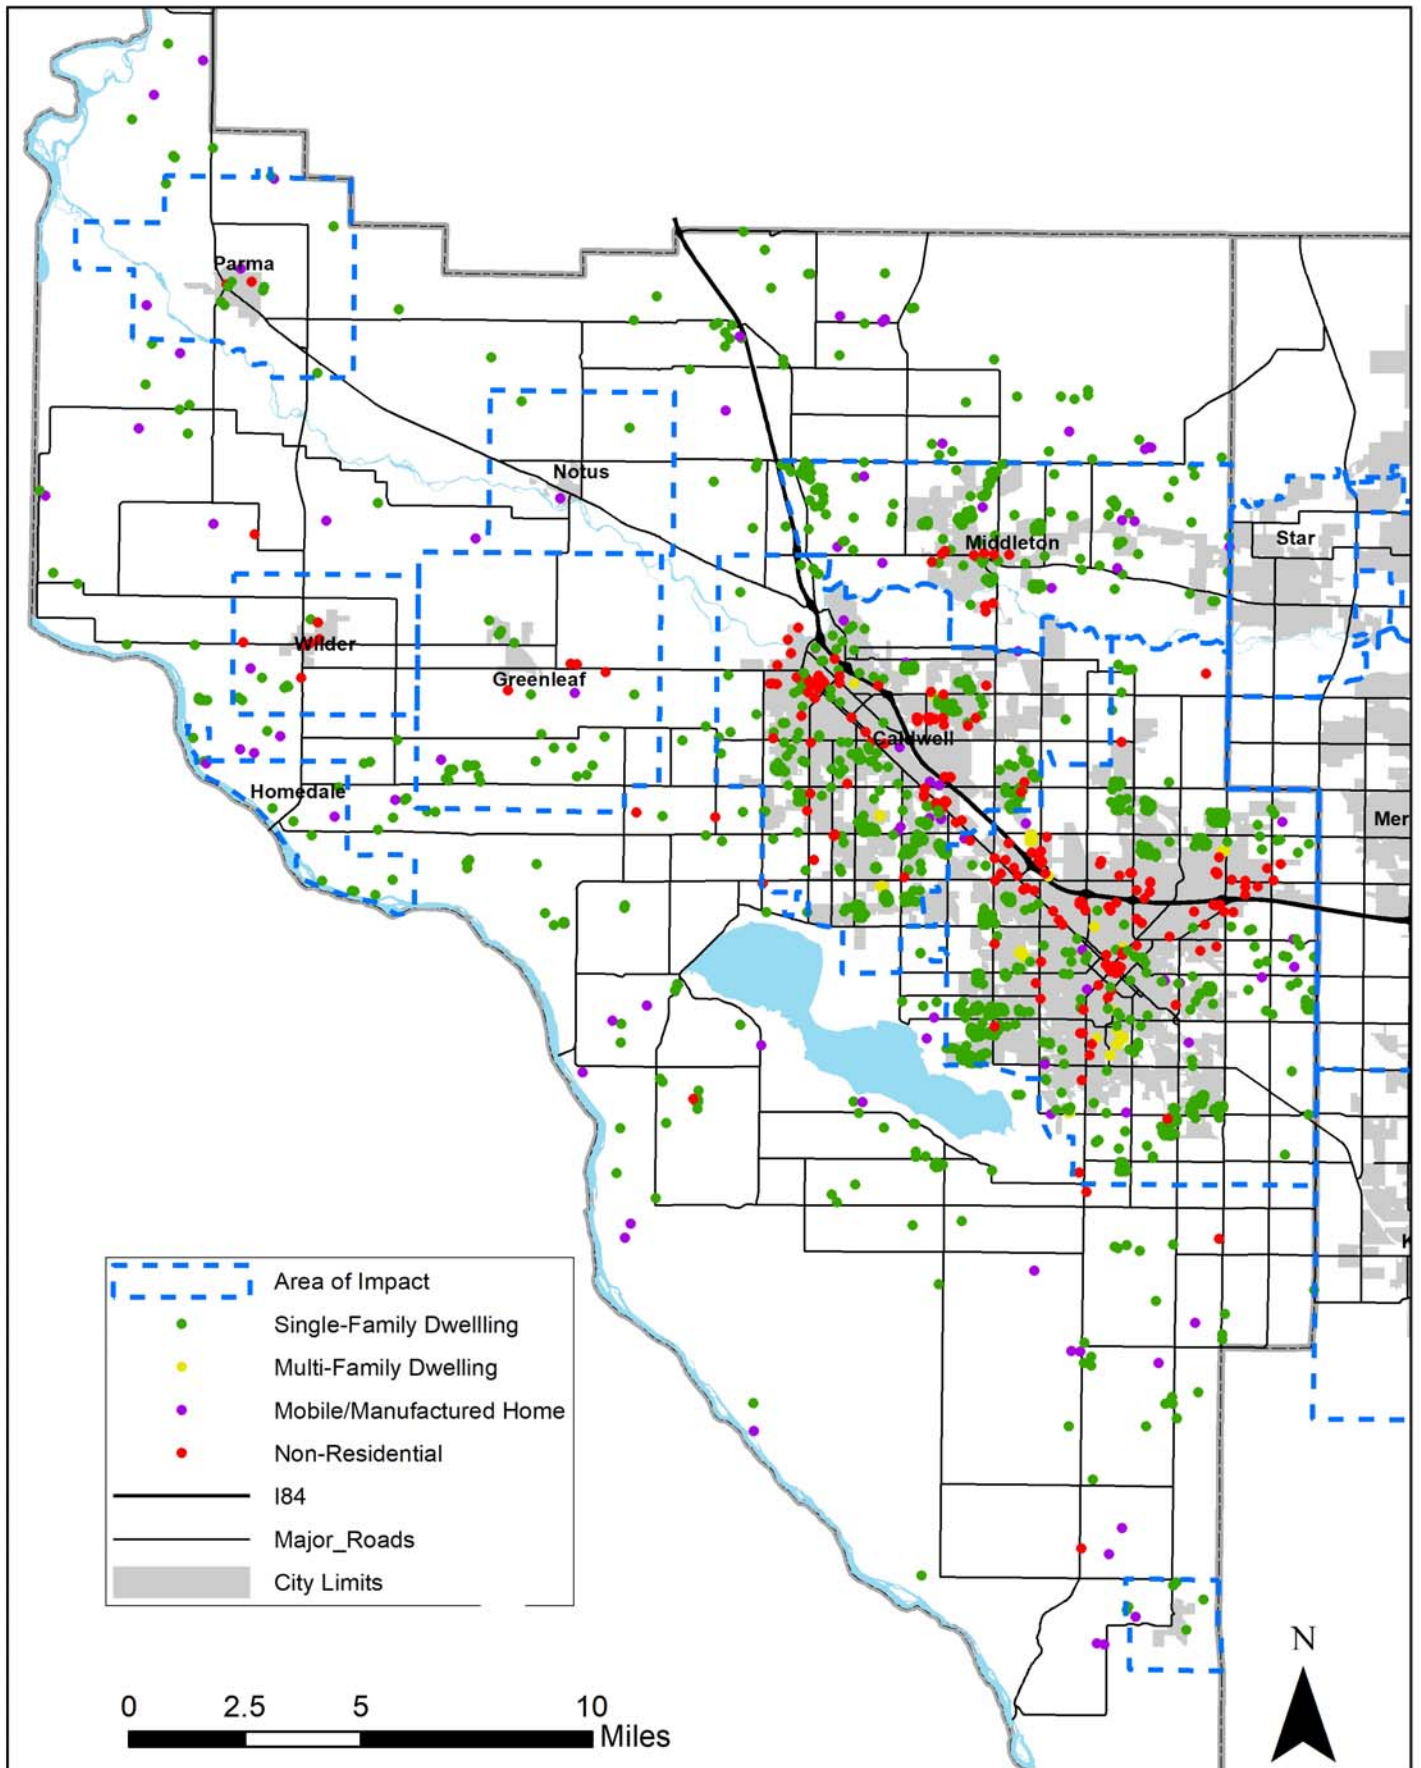 Parma
Notus
Middleton
Star
Wilder
Greenleaf
Caldwell
Homedale
Mer
K
Area of Impact
Single-Family Dwellling
Multi-Family Dwelling
Mobile/Manufactured Home
Non-Residential
I84
Major_Roads
City Limits
N
0 2.5 5 10
Miles